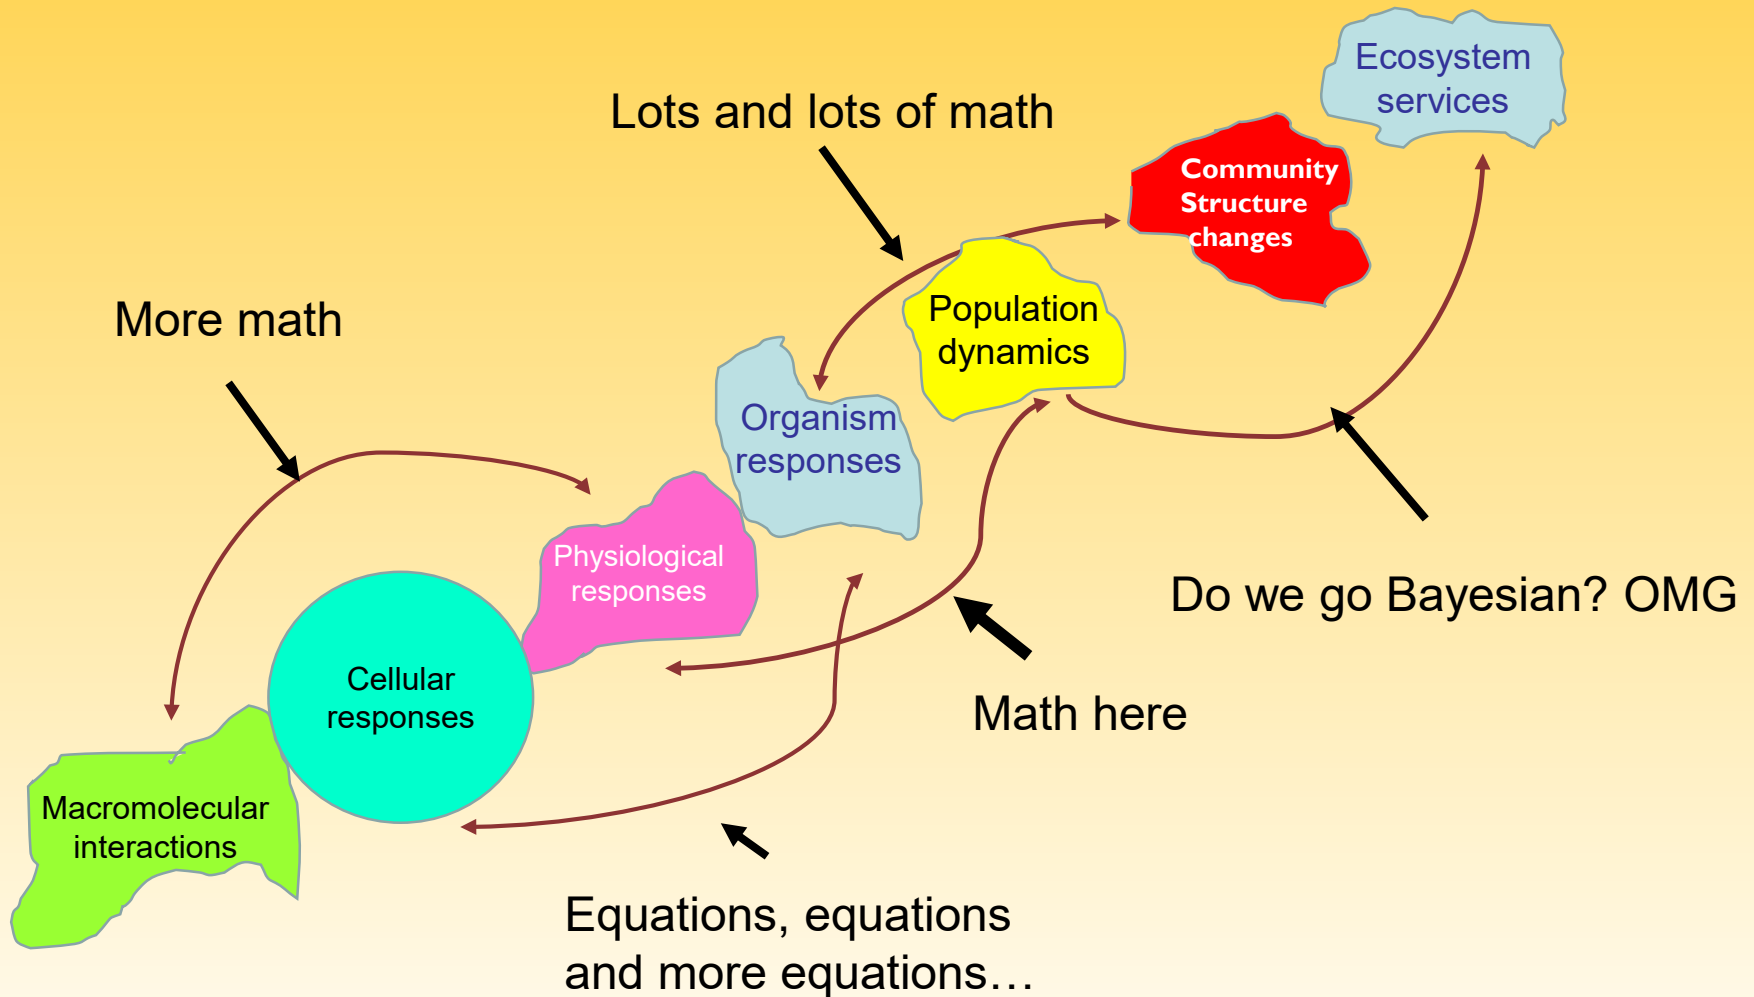 Ecosystem
services
Lots and lots of math
Community
Structure
changes
More math
Population
dynamics
Organism
responses
Physiological
responses
Do we go Bayesian? OMG
Cellular
responses
Math here
Macromolecular
interactions
Equations, equations
and more equations…